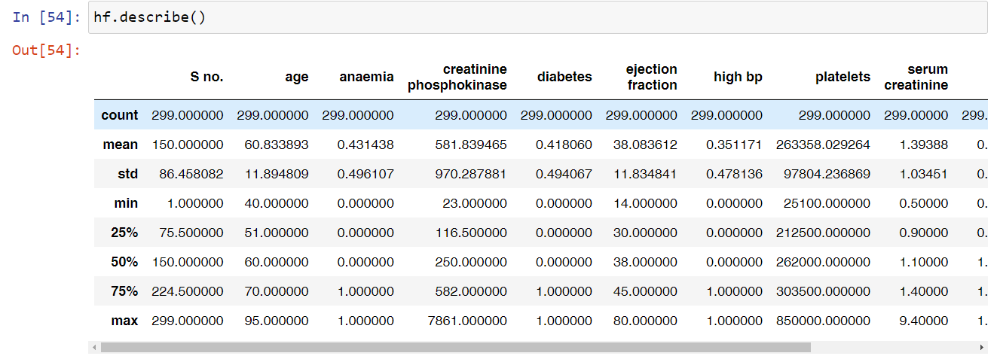 In [54]: hf.describe()
Out[54]:
S no. age anaemia creatinine phosphokinase diabetes ejection fraction high bp platelets serum creatinine
count 299.000000 299.000000 299.000000 299.000000 299.000000 299.000000 299.000000 299.000000 299.00000 299.
mean 150.000000 60.833893 0.431438 581.839465 0.418060 38.083612 0.351171 263358.029264 1.39388 0.
std 86.458082 11.894809 0.496107 970.287881 0.494067 11.834841 0.478136 97804.236869 1.03451 0.
min 1.000000 40.000000 0.000000 23.000000 0.000000 14.000000 0.000000 25100.000000 0.50000 0.
25% 75.500000 51.000000 0.000000 116.500000 0.000000 30.000000 0.000000 212500.000000 0.90000 0.
50% 150.000000 60.000000 0.000000 250.000000 0.000000 38.000000 0.000000 262000.000000 1.10000 1.
75% 224.500000 70.000000 1.000000 582.000000 1.000000 45.000000 1.000000 303500.000000 1.40000 1.
max 299.000000 95.000000 1.000000 7861.000000 1.000000 80.000000 1.000000 850000.000000 9.40000 1.